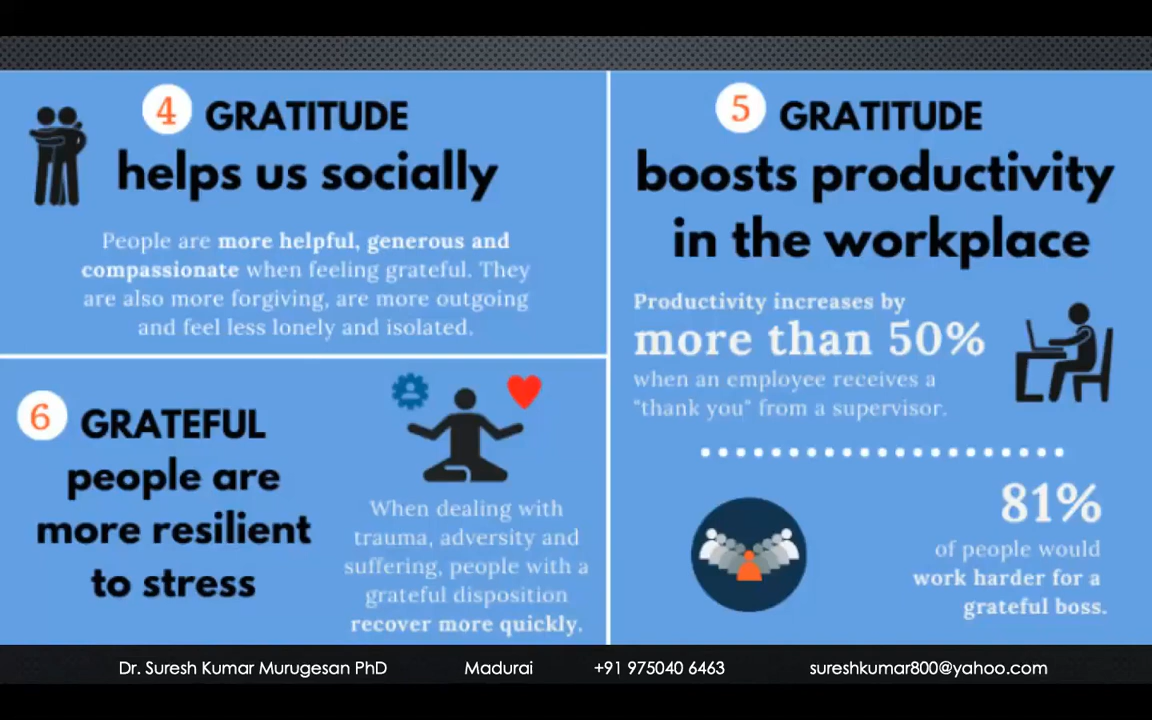 4 GRATITUDE
helps us socially
People are more helpful, generous and
compassionate when feeling grateful. They
are also more forgiving, are more outgoing
and feel less lonely and isolated.
5 GRATITUDE
boosts productivity
in the workplace
Productivity increases by
more than 50%
when an employee receives a
"thank you" from a supervisor.
81%
of people would
work harder for a
grateful boss.
6 GRATEFUL
people are
more resilient
to stress
When dealing with
trauma, adversity and
suffering, people with a
grateful disposition
recover more quickly.
Dr. Suresh Kumar Murugesan PhD Madurai +91 975040 6463 sureshkumar800@yahoo.com